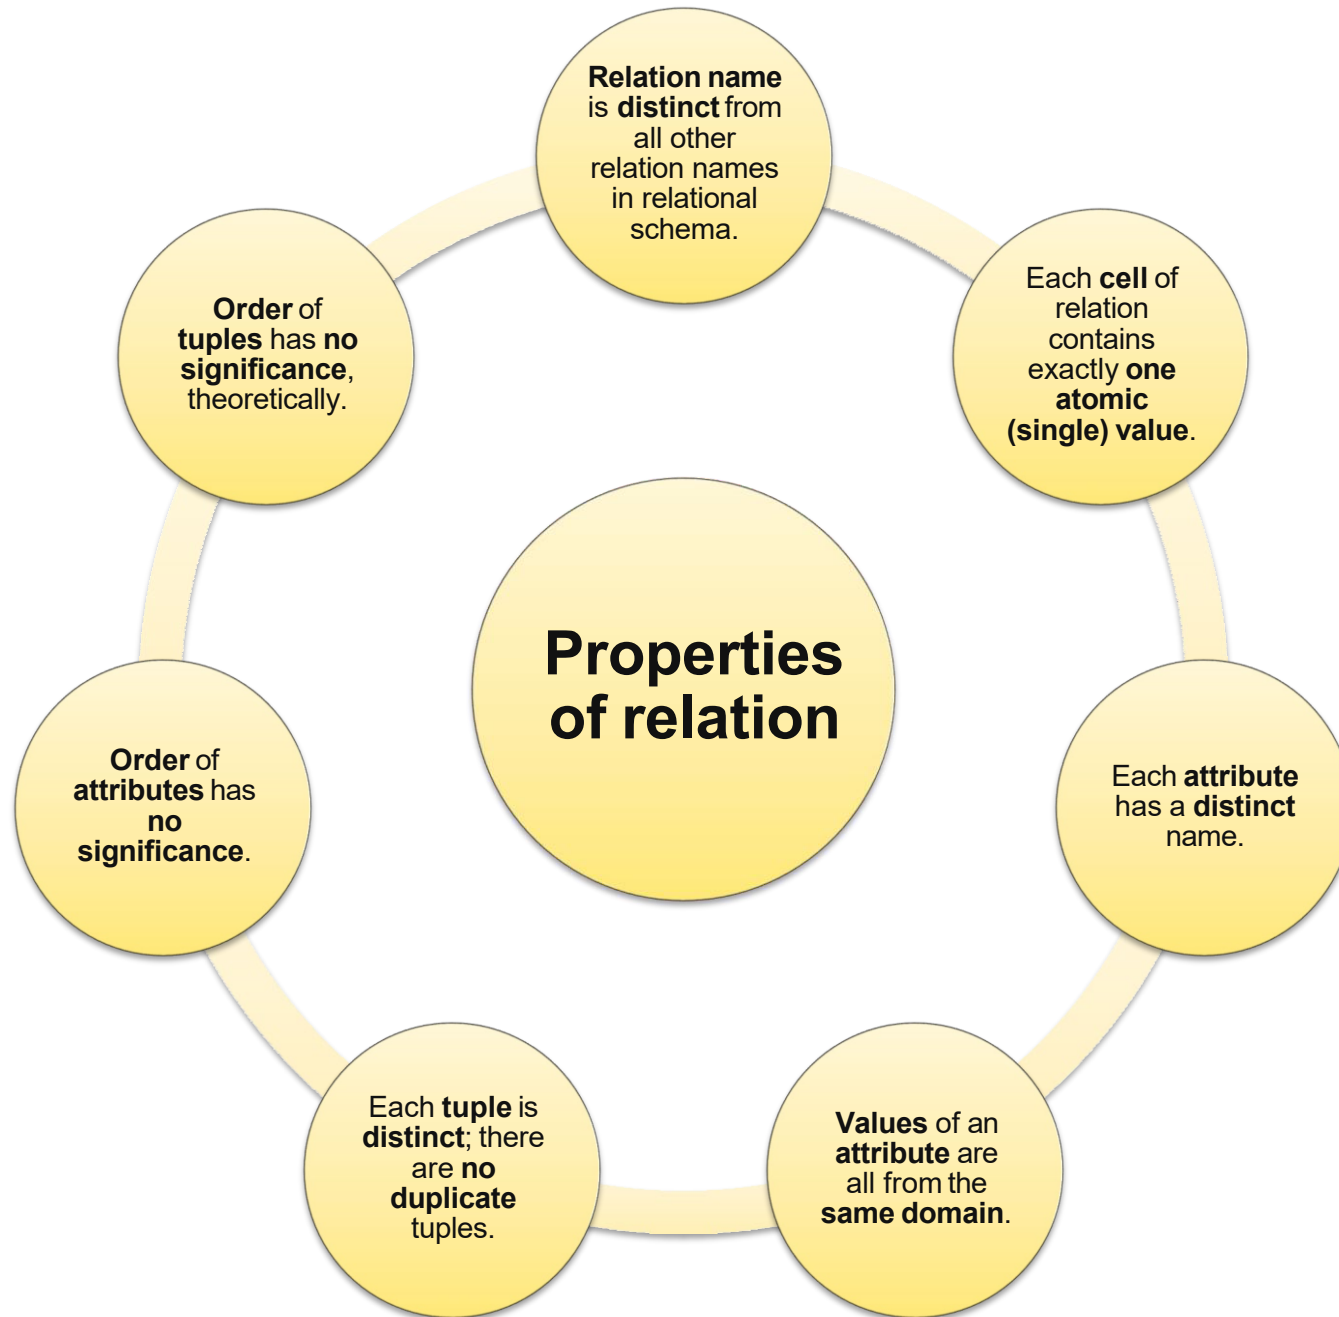 Relation name
is distinct from
all other
relation names
in relational
schema.
Each cell of
relation
contains
exactly one
atomic
(single) value.
Each attribute
has a distinct
name.
Values of an
attribute are
all from the
same domain.
Each tuple is
distinct; there
are no
duplicate
tuples.
Order of
attributes has
no
significance.
Order of
tuples has no
significance,
theoretically.
Properties
of relation